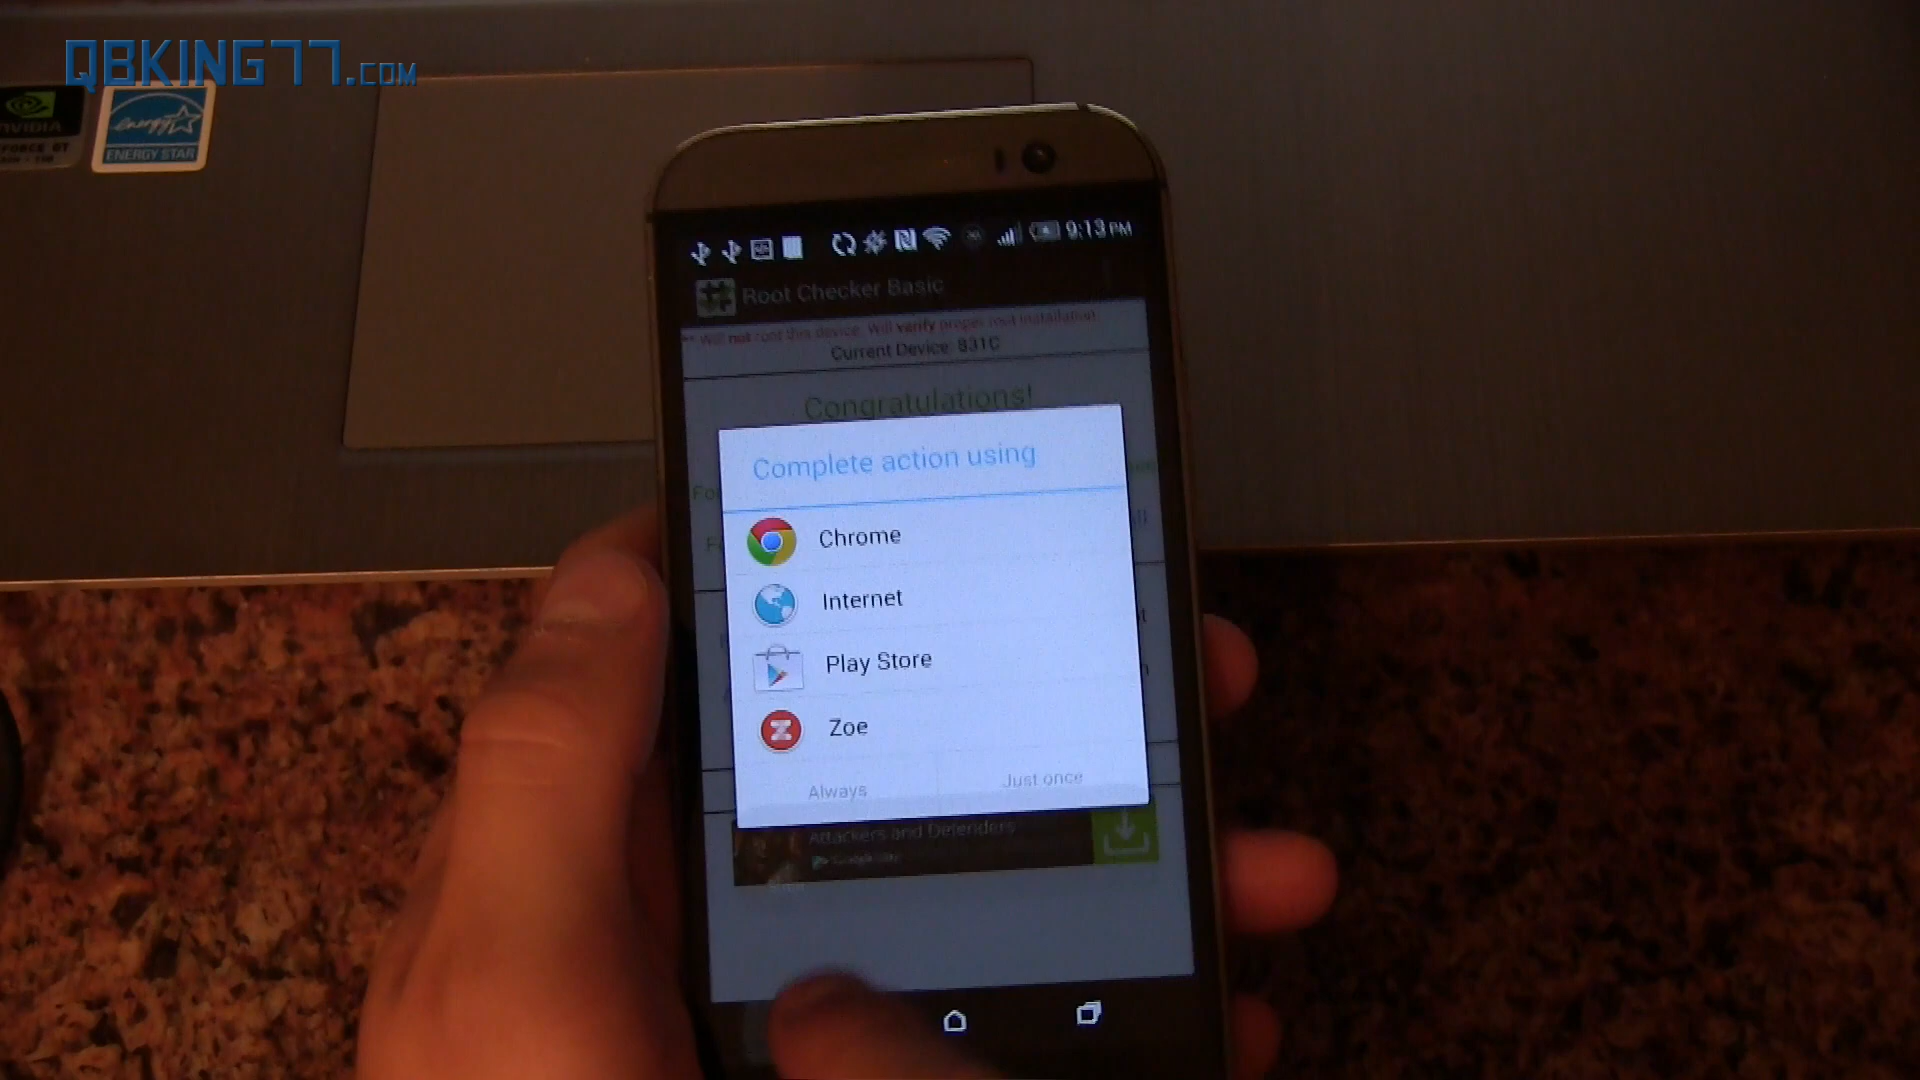 QBKING77.COM
NVIDIA
energy
ENERGY STAR
9:13 PM
Root Checker Basic
** Will not root this device. Will verify proper root installation
Current Device: 831C
Congratulations!
Complete action using
Chrome
Internet
Play Store
Zoe
Always
Just once
Attackers and Defenders